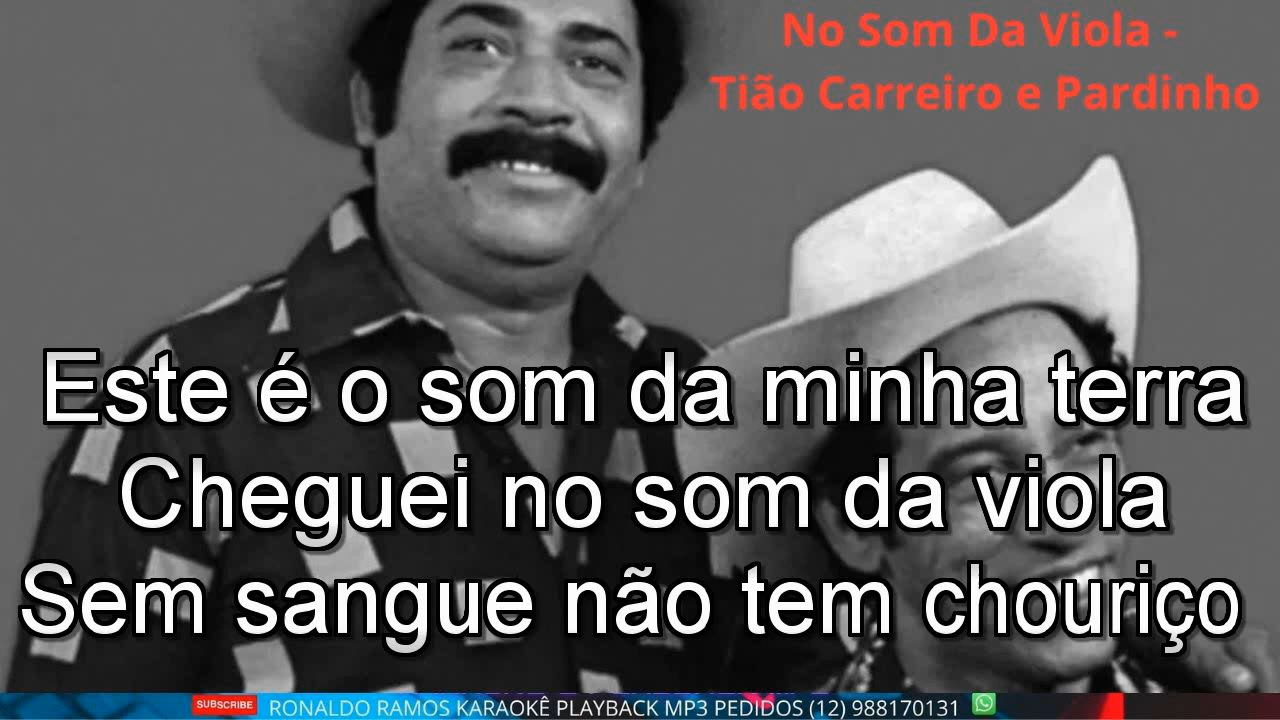 No Som Da Viola -
Tião Carreiro e Pardinho
Este é o som da minha terra
Cheguei no som da viola
Sem sangue não tem chouriço
SUBSCRIBE RONALDO RAMOS KARAOKÊ PLAYBACK MP3 PEDIDOS (12) 988170131